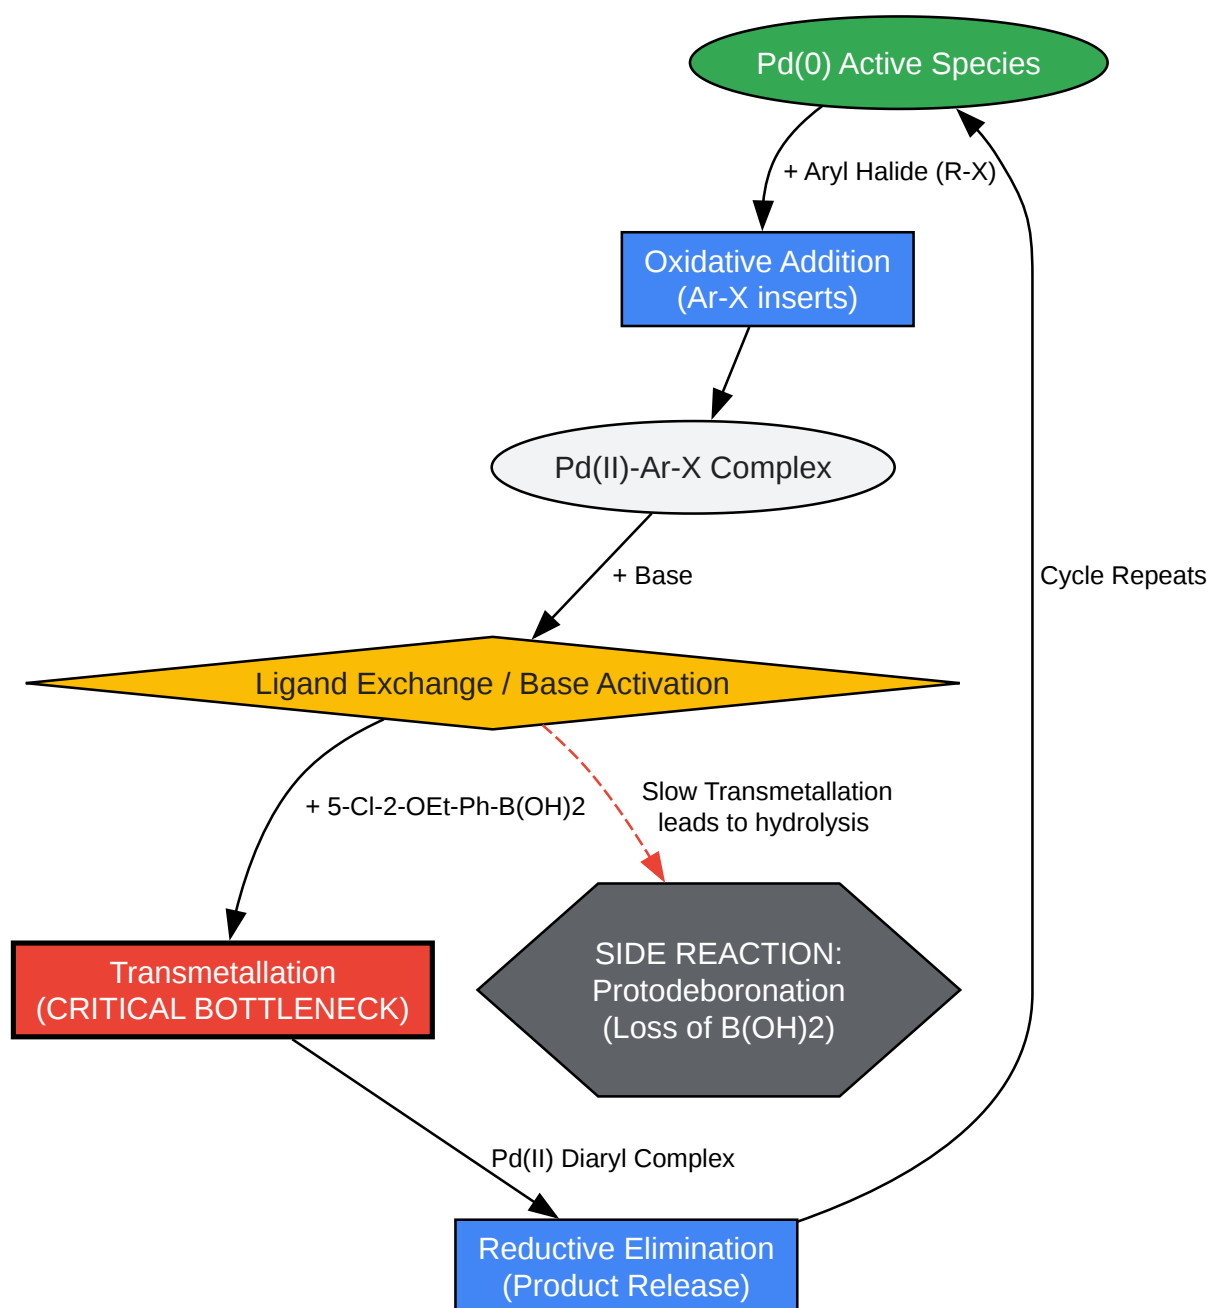 Pd(0) Active Species
+ Aryl Halide (R-X)
Oxidative Addition
(Ar-X inserts)
Pd(II)-Ar-X Complex
+ Base
Cycle Repeats
Ligand Exchange / Base Activation
+ 5-Cl-2-OEt-Ph-B(OH)2
Slow Transmetallation
leads to hydrolysis
Transmetallation
(CRITICAL BOTTLENECK)
SIDE REACTION:
Protodeboronation
(Loss of B(OH)2)
Pd(II) Diaryl Complex
Reductive Elimination
(Product Release)